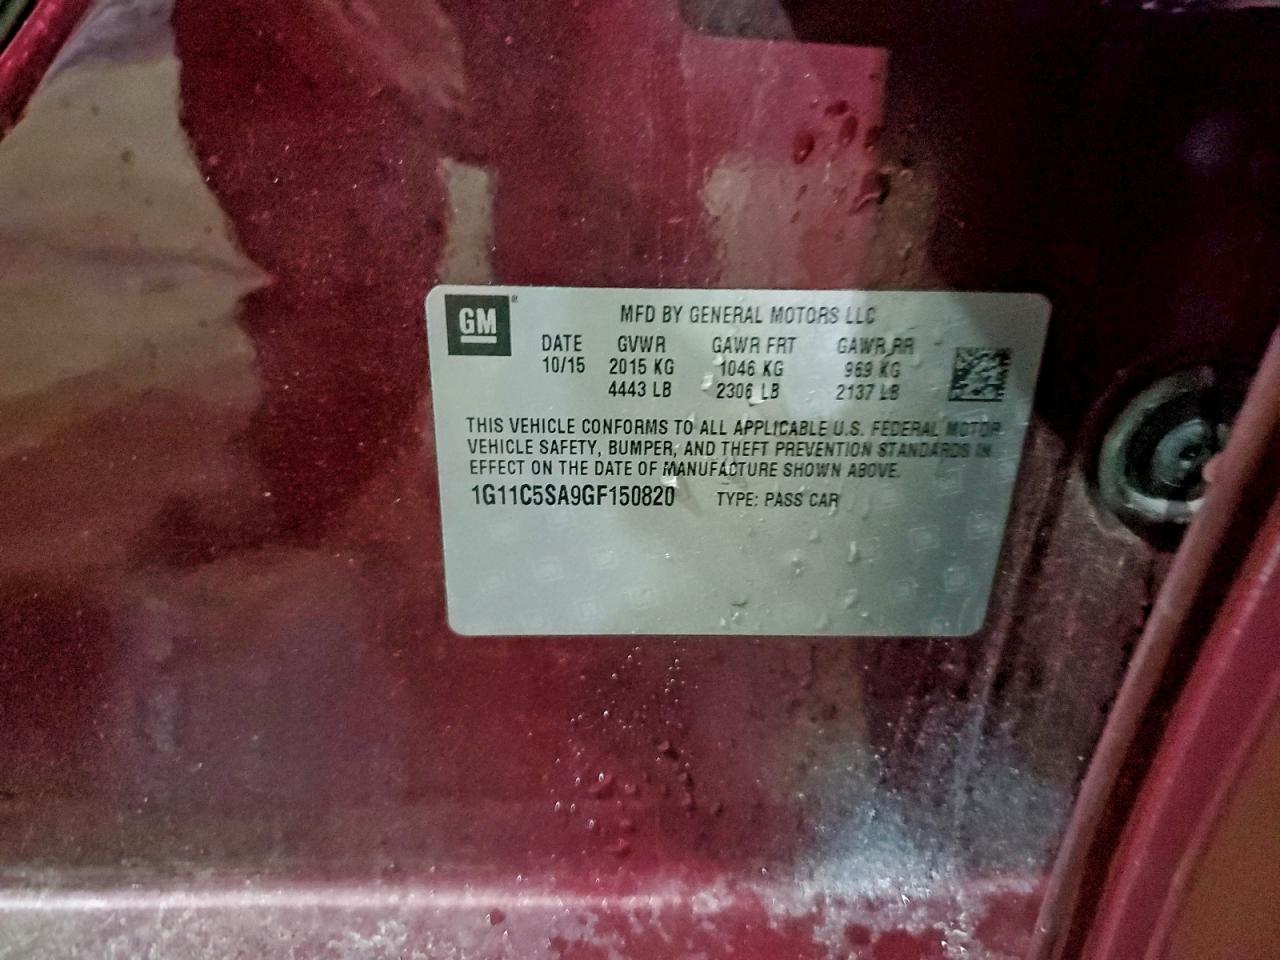 GM
MFD BY GENERAL MOTORS LLC
DATE GVWR GAWR FRT GAWR RR
10/15 2015 KG 1046 KG 969 KG
4443 LB 2306 LB 2137 LB
THIS VEHICLE CONFORMS TO ALL APPLICABLE U.S. FEDERAL MOTOR
VEHICLE SAFETY, BUMPER, AND THEFT PREVENTION STANDARDS IN
EFFECT ON THE DATE OF MANUFACTURE SHOWN ABOVE.
1G11C5SA9GF150820 TYPE: PASS CAR